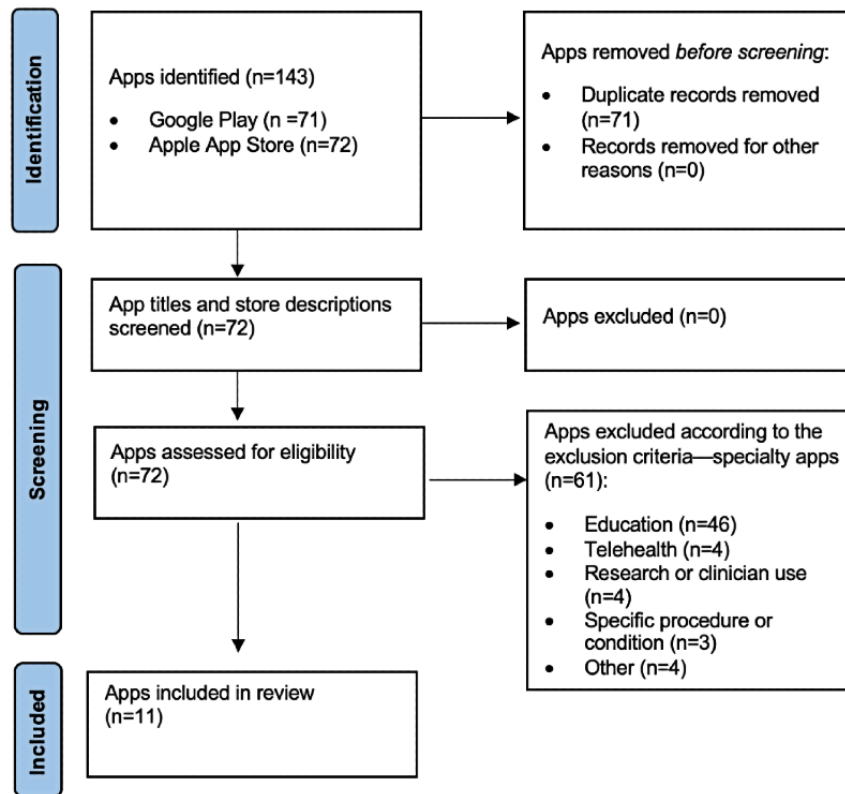 Identification
Apps identified (n=143)
• Google Play (n =71)
• Apple App Store (n=72)
Apps removed before screening:
• Duplicate records removed
(n=71)
• Records removed for other
reasons (n=0)
Screening
App titles and store descriptions
screened (n=72)
Apps excluded (n=0)
Apps assessed for eligibility
(n=72)
Apps excluded according to the
exclusion criteria—specialty apps
(n=61):
• Education (n=46)
• Telehealth (n=4)
• Research or clinician use
(n=4)
• Specific procedure or
condition (n=3)
• Other (n=4)
Included
Apps included in review
(n=11)